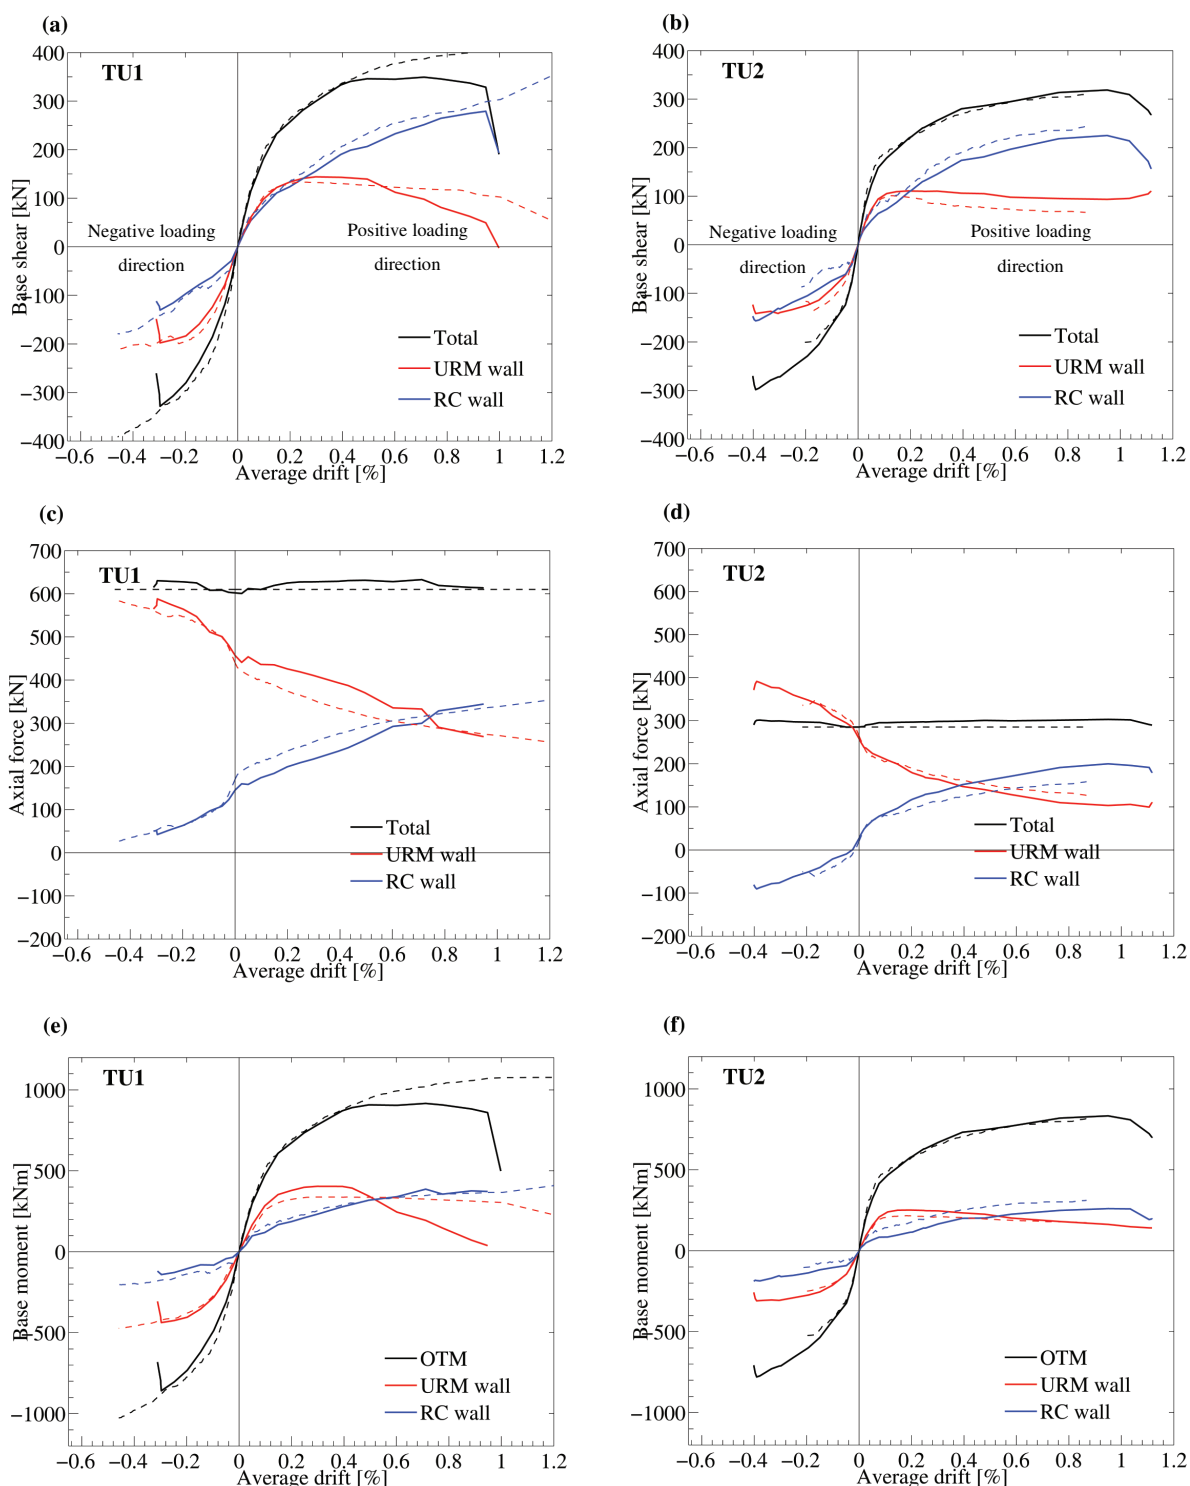 (a)
TU1
400
300
200
100
0
−100
−200
−300
−400
Base shear [kN]
Negative loading
direction
Positive loading
direction
Total
URM wall
RC wall
−0.6 −0.4 −0.2 0 0.2 0.4 0.6 0.8 1 1.2
Average drift [%]
(b)
TU2
400
300
200
100
0
−100
−200
−300
−400
Base shear [kN]
Negative loading
direction
Positive loading
direction
Total
URM wall
RC wall
−0.6 −0.4 −0.2 0 0.2 0.4 0.6 0.8 1 1.2
Average drift [%]
(c)
TU1
700
600
500
400
300
200
100
0
−100
−200
Axial force [kN]
Total
URM wall
RC wall
−0.6 −0.4 −0.2 0 0.2 0.4 0.6 0.8 1 1.2
Average drift [%]
(d)
TU2
700
600
500
400
300
200
100
0
−100
−200
Axial force [kN]
Total
URM wall
RC wall
−0.6 −0.4 −0.2 0 0.2 0.4 0.6 0.8 1 1.2
Average drift [%]
(e)
TU1
1000
500
0
−500
−1000
Base moment [kNm]
OTM
URM wall
RC wall
−0.6 −0.4 −0.2 0 0.2 0.4 0.6 0.8 1 1.2
Average drift [%]
(f)
TU2
1000
500
0
−500
−1000
Base moment [kNm]
OTM
URM wall
RC wall
−0.6 −0.4 −0.2 0 0.2 0.4 0.6 0.8 1 1.2
Average drift [%]